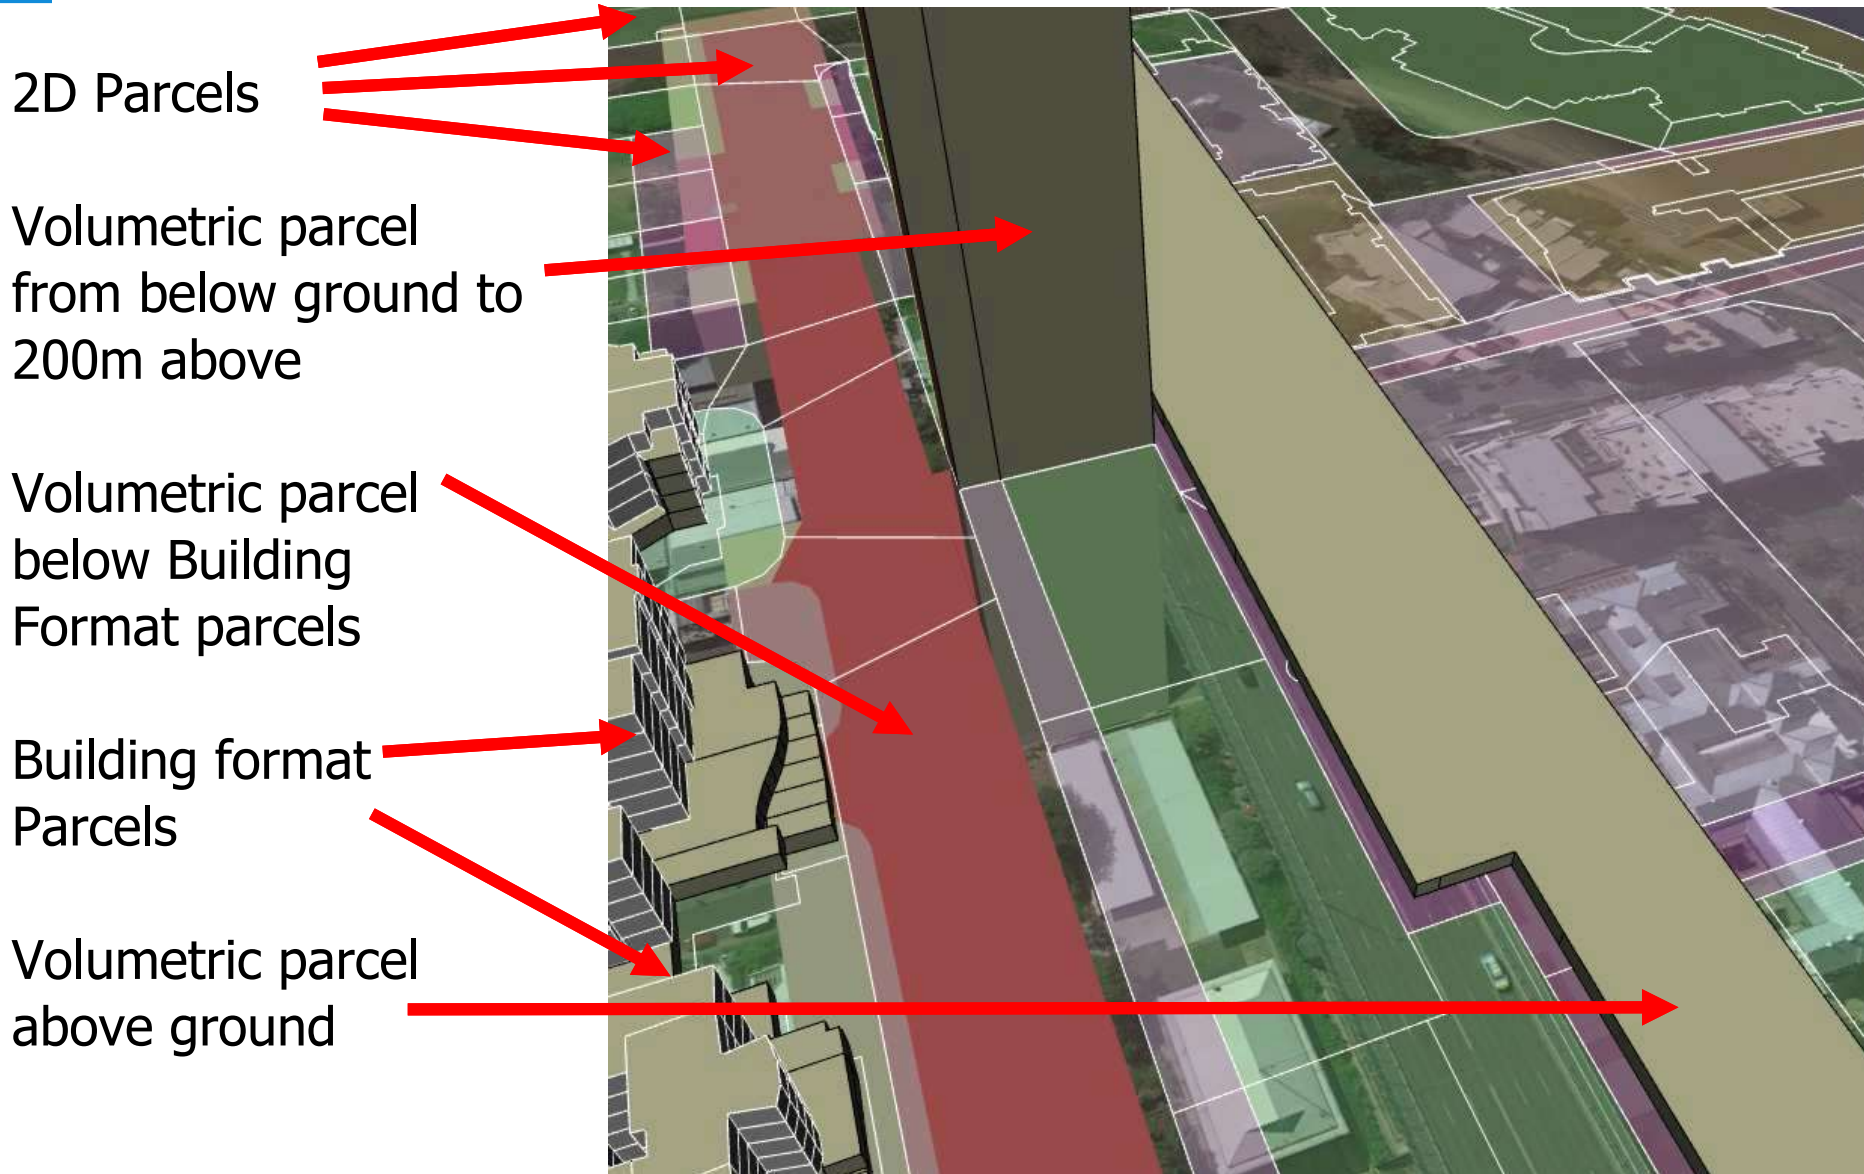 2D Parcels
Volumetric parcel
from below ground to
200m above
Volumetric parcel
below Building
Format parcels
Building format
Parcels
Volumetric parcel
above ground